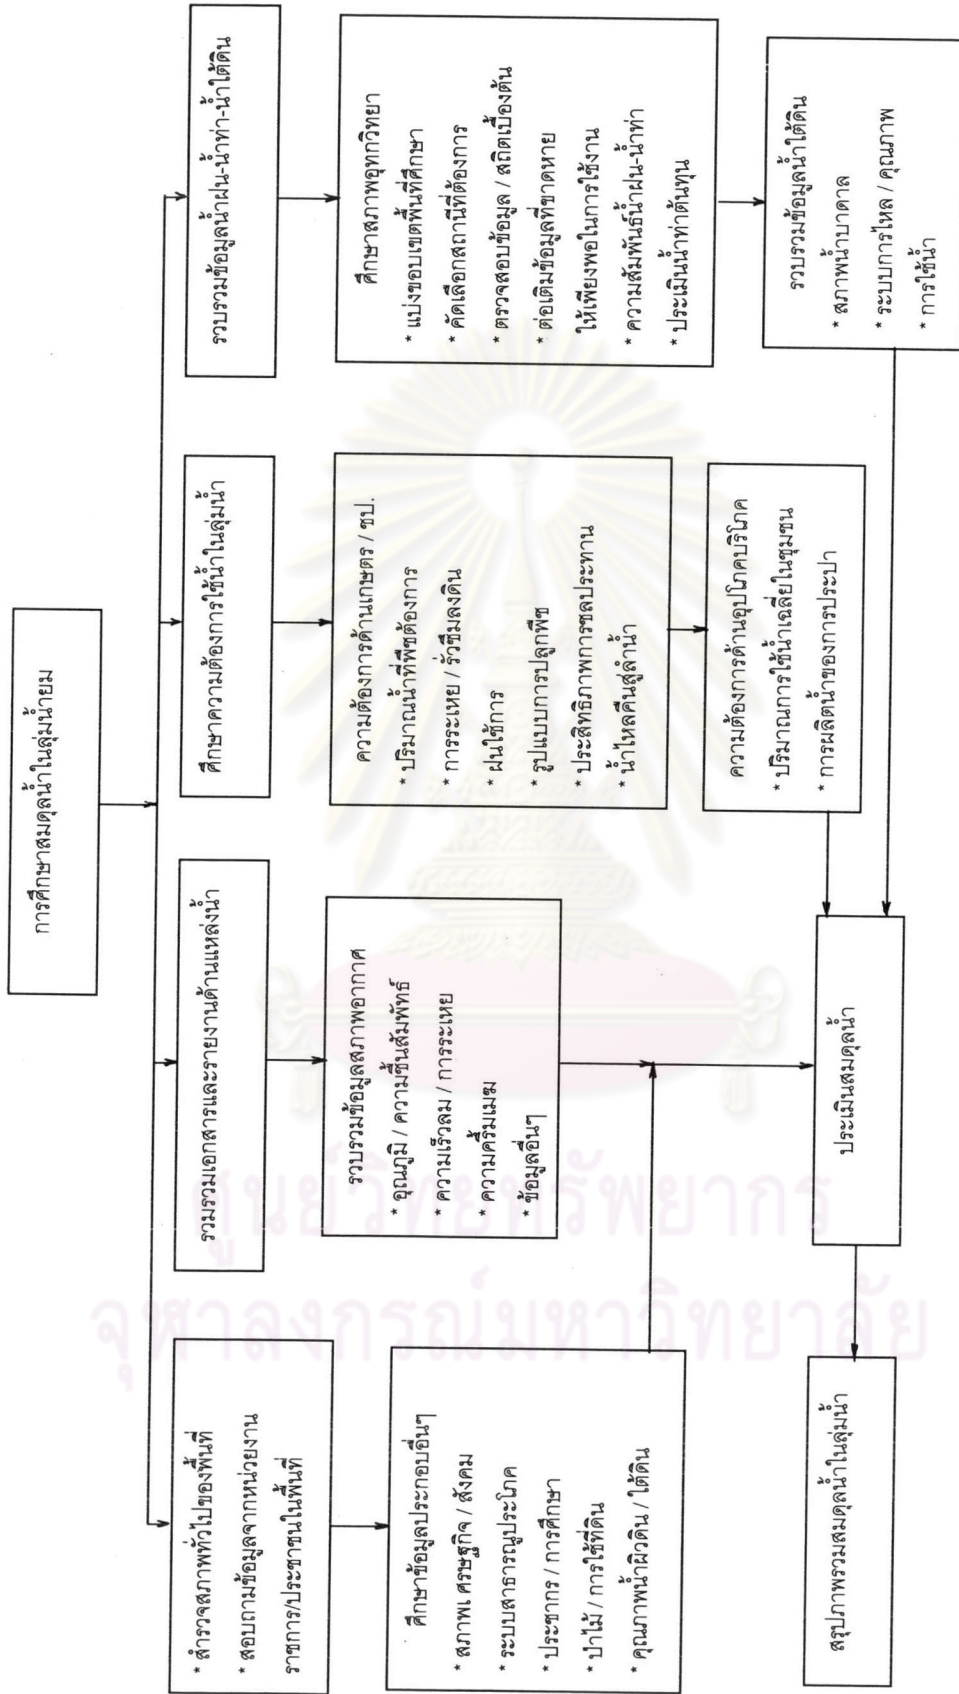 การศึกษาสมดุลน้ำในลุ่มน้ำยม
* สำรวจสภาพทั่วไปของพื้นที่
* สอบถามข้อมูลจากหน่วยงาน
ราชการ/ประชาชนในพื้นที่
รวมรวมเอกสารและรายงานด้านแหล่งน้ำ
ศึกษาความต้องการใช้น้ำในลุ่มน้ำ
รวบรวมข้อมูลน้ำฝน-น้ำท่า-น้ำใต้ดิน
ศึกษาข้อมูลประกอบอื่นๆ
* สภาพเศรษฐกิจ / สังคม
* ระบบสาธารณูประโภค
* ประชากร / การศึกษา
* ป่าไม้ / การใช้ที่ดิน
* คุณภาพน้ำผิวดิน / ใต้ดิน
รวบรวมข้อมูลสภาพอากาศ
* อุณภูมิ / ความชื้นสัมพัทธ์
* ความเร็วลม / การระเหย
* ความครึ้มเมฆ
* ข้อมูลอื่นๆ
ความต้องการด้านเกษตร / ชป.
* ปริมาณน้ำที่พืชต้องการ
* การระเหย / รั่วซึมลงดิน
* ฝนใช้การ
* รูปแบบการปลูกพืช
* ประสิทธิภาพการชลประทาน
* น้ำไหลคืนสู่ลำน้ำ
ศึกษาสภาพอุทกวิทยา
* แบ่งขอบเขตพื้นที่ศึกษา
* คัดเลือกสถานีที่ต้องการ
* ตรวจสอบข้อมูล / สถิติเบื้องต้น
* ต่อเติมข้อมูลที่ขาดหาย
ให้เพียงพอในการใช้งาน
* ความสัมพันธ์น้ำฝน-น้ำท่า
* ประเมินน้ำท่าต้นทุน
ความต้องการด้านอุปโภคบริโภค
* ปริมาณการใช้น้ำเฉลี่ยในชุมชน
* การผลิตน้ำของการประปา
รวบรวมข้อมูลน้ำใต้ดิน
* สภาพน้ำบาดาล
* ระบบการไหล / คุณภาพ
* การใช้น้ำ
ประเมินสมดุลน้ำ
สรุปภาพรวมสมดุลน้ำในลุ่มน้ำ
ศูนย์วิทยทรัพยากร
จุฬาลงกรณ์มหาวิทยาลัย